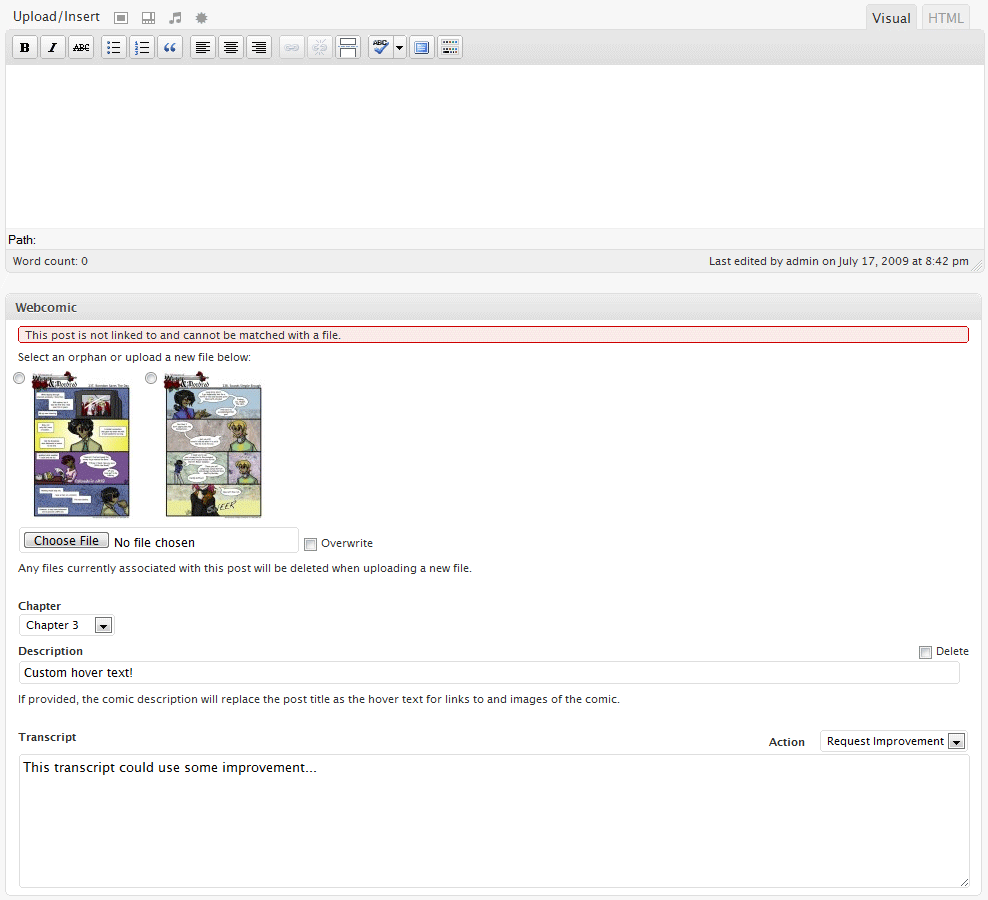 Upload/Insert
Visual
HTML
B I ABC
ABC
Path:
Word count: 0
Last edited by admin on July 17, 2009 at 8:42 pm
Webcomic
This post is not linked to and cannot be matched with a file.
Select an orphan or upload a new file below:
SNEER
Choose File No file chosen
Overwrite
Any files currently associated with this post will be deleted when uploading a new file.
Chapter
Chapter 3
Description
Delete
Custom hover text!
If provided, the comic description will replace the post title as the hover text for links to and images of the comic.
Transcript
Action
Request Improvement
This transcript could use some improvement...